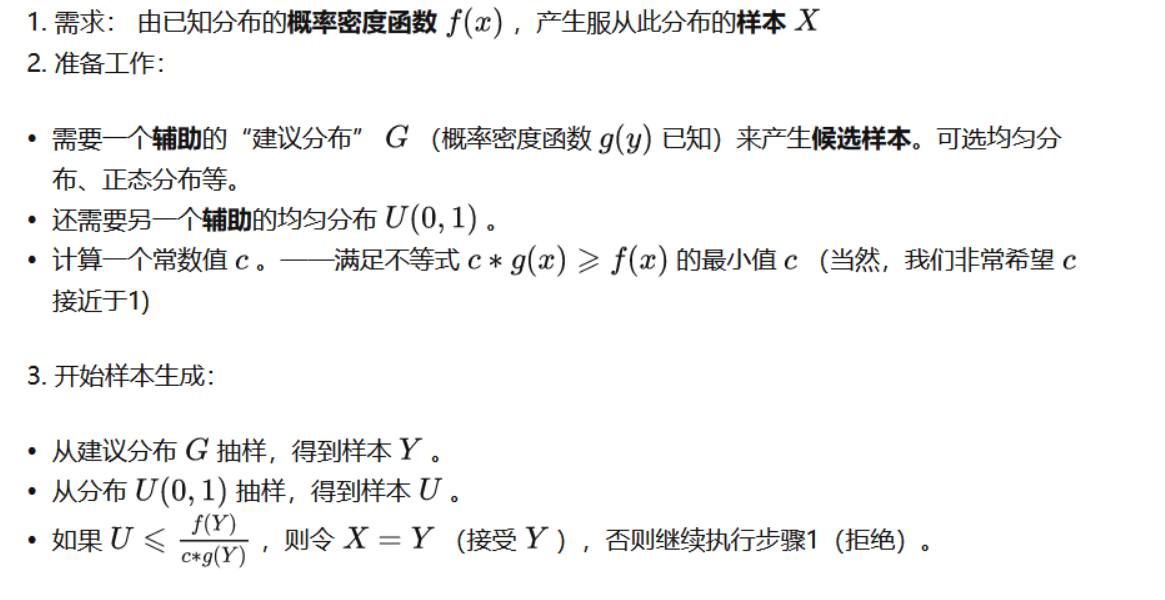 1. 需求： 由已知分布的概率密度函数 f(x) ，产生服从此分布的样本 X
2. 准备工作：
• 需要一个辅助的“建议分布” G （概率密度函数 g(y) 已知）来产生候选样本。可选均匀分
布、正态分布等。
• 还需要另一个辅助的均匀分布 U(0, 1) 。
• 计算一个常数值 c 。——满足不等式 c * g(x) ⩾ f(x) 的最小值 c （当然，我们非常希望 c
接近于1)
3. 开始样本生成：
• 从建议分布 G 抽样，得到样本 Y 。
• 从分布 U(0, 1) 抽样，得到样本 U 。
• 如果 U ⩽ f(Y)/c*g(Y) ，则令 X = Y （接受 Y ），否则继续执行步骤1（拒绝）。